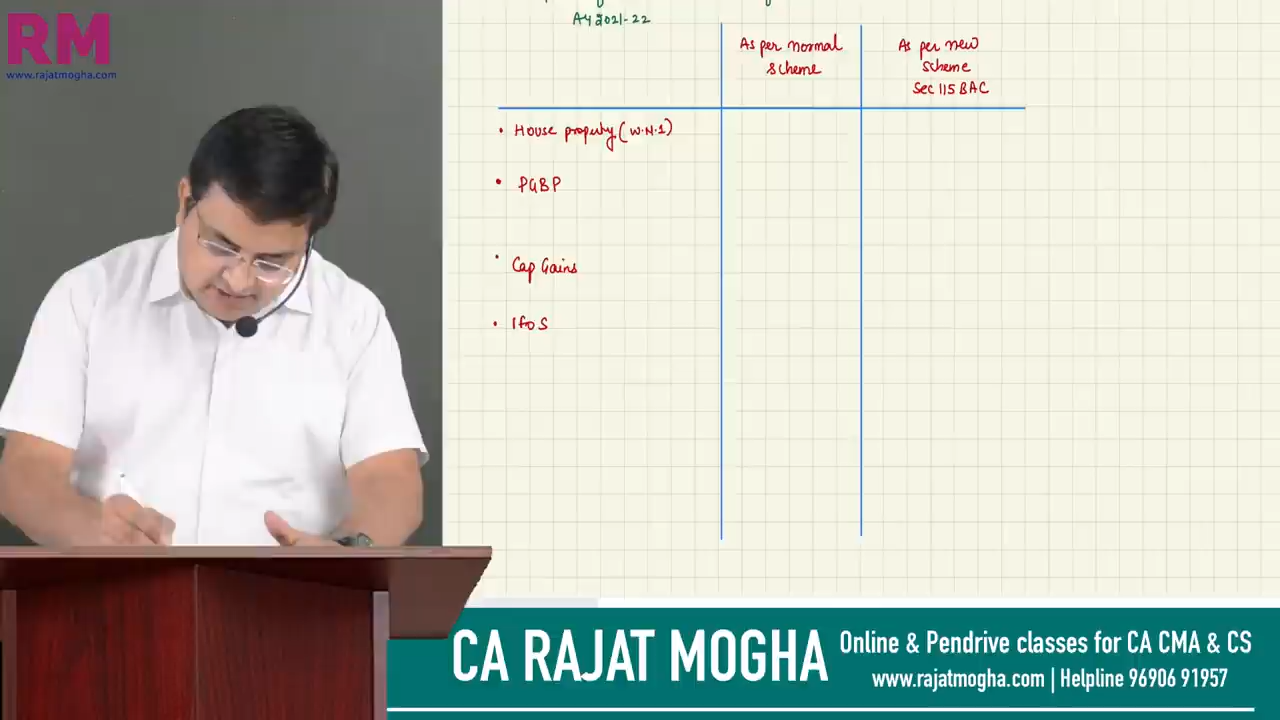 RM
www.rajatmogha.com
AY 2021-22
As per normal
scheme
As per new
scheme
Sec 115 BAC
• House property (W.N.1)
• PGBP
• Cap Gains
• IFOS
CA RAJAT MOGHA
Online & Pendrive classes for CA CMA & CS
www.rajatmogha.com | Helpline 96906 91957